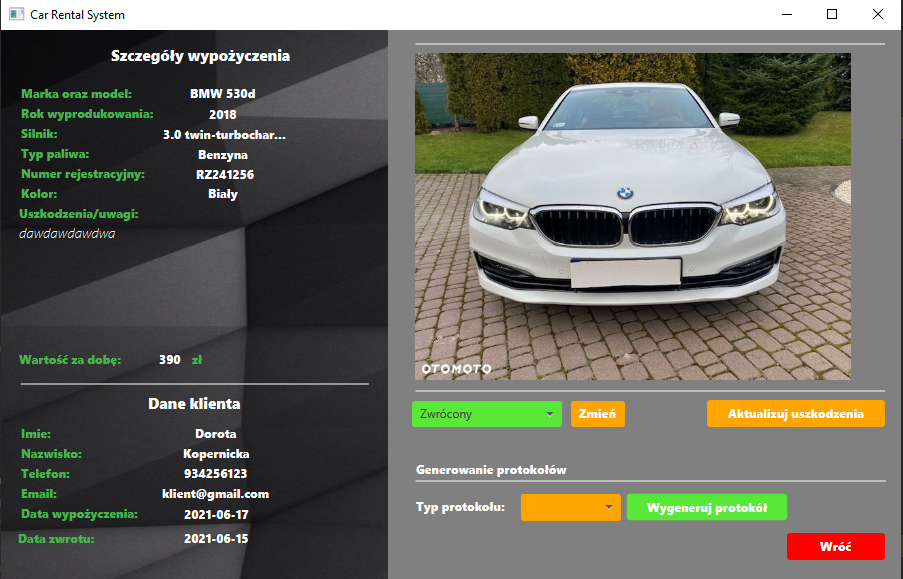 Car Rental System
Szczegóły wypożyczenia
Marka oraz model: BMW 530d
Rok wyprodukowania: 2018
Silnik: 3.0 twin-turbochar...
Typ paliwa: Benzyna
Numer rejestracyjny: RZ241256
Kolor: Biały
Uszkodzenia/uwagi:
dawdawdawdwa
Wartość za dobę: 390 zł
Dane klienta
Imie: Dorota
Nazwisko: Kopernicka
Telefon: 934256123
Email: klient@gmail.com
Data wypożyczenia: 2021-06-17
Data zwrotu: 2021-06-15
OTOMOTO
Zwrócony Zmień Aktualizuj uszkodzenia
Generowanie protokołów
Typ protokołu: Wygeneruj protokół
Wróć